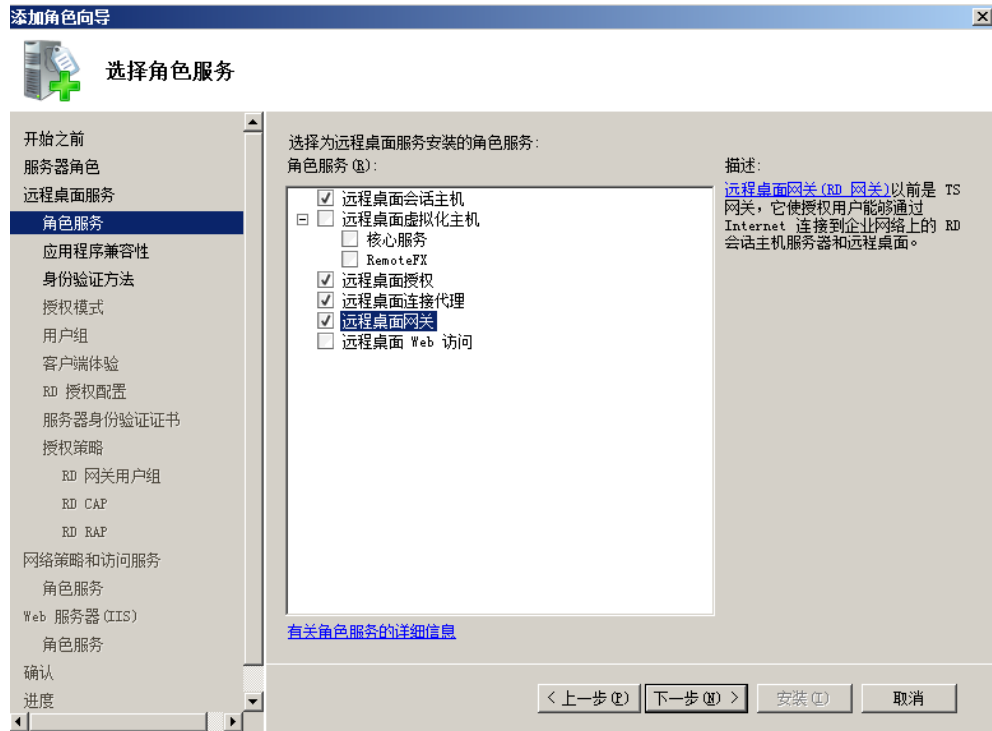 添加角色向导
选择角色服务
开始之前
服务器角色
远程桌面服务
角色服务
应用程序兼容性
身份验证方法
授权模式
用户组
客户端体验
RD 授权配置
服务器身份验证证书
授权策略
RD 网关用户组
RD CAP
RD RAP
网络策略和访问服务
角色服务
Web 服务器(IIS)
角色服务
确认
进度
选择为远程桌面服务安装的角色服务:
角色服务(R):
远程桌面会话主机
远程桌面虚拟化主机
核心服务
RemoteFX
远程桌面授权
远程桌面连接代理
远程桌面网关
远程桌面 Web 访问
有关角色服务的详细信息
描述:
远程桌面网关(RD 网关)以前是 TS
网关，它使授权用户能够通过
Internet 连接到企业网络上的 RD
会话主机服务器和远程桌面。
< 上一步(P)
下一步(N) >
安装(I)
取消